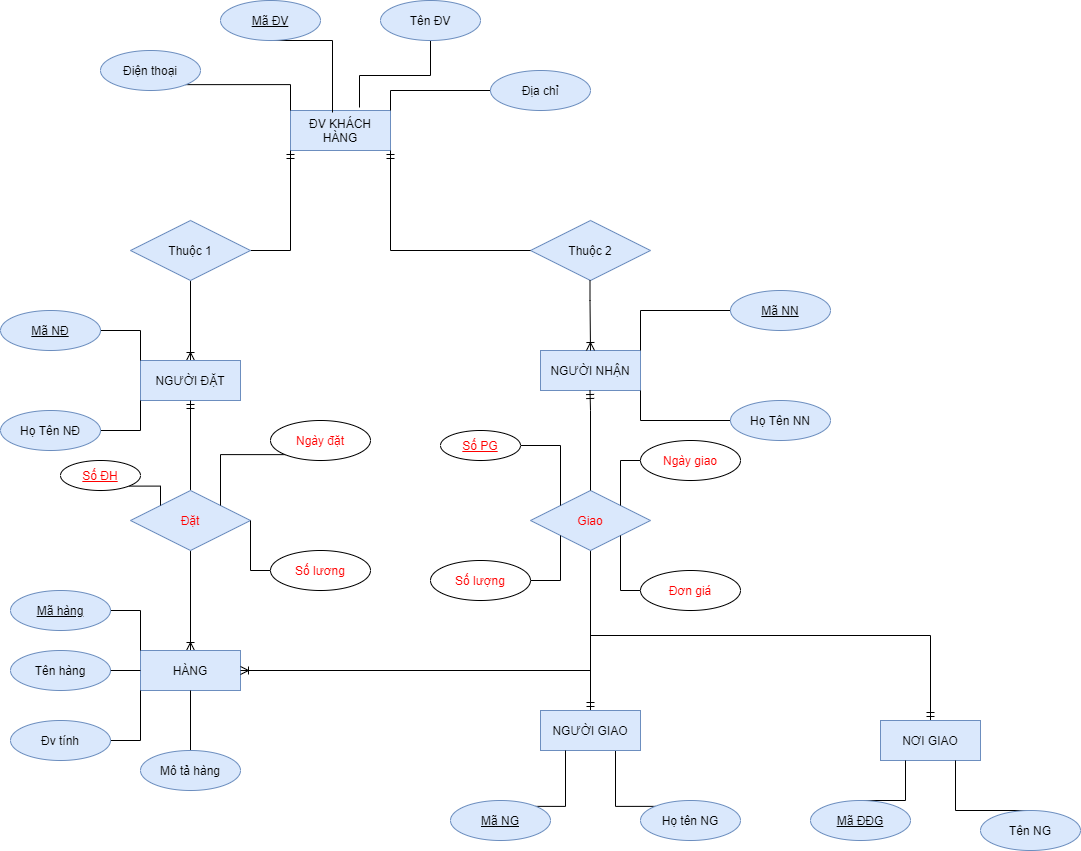 Mã ĐV
Tên ĐV
Điện thoại
Địa chỉ
ĐV KHÁCH
HÀNG
Thuộc 1
Thuộc 2
Mã NĐ
Mã NN
NGƯỜI ĐẶT
NGƯỜI NHẬN
Họ Tên NĐ
Họ Tên NN
Ngày đặt
Số PG
Ngày giao
Số ĐH
Đặt
Giao
Số lương
Số lượng
Đơn giá
Mã hàng
Tên hàng
HÀNG
Đv tính
Mô tả hàng
NGƯỜI GIAO
NƠI GIAO
Mã NG
Họ tên NG
Mã ĐĐG
Tên NG